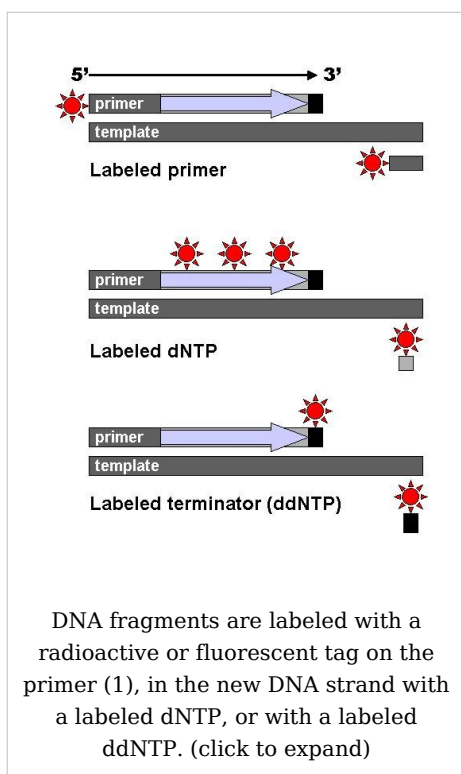 5’ 3’
primer
template
Labeled primer
primer
template
Labeled dNTP
primer
template
Labeled terminator (ddNTP)
DNA fragments are labeled with a
radioactive or fluorescent tag on the
primer (1), in the new DNA strand with
a labeled dNTP, or with a labeled
ddNTP. (click to expand)